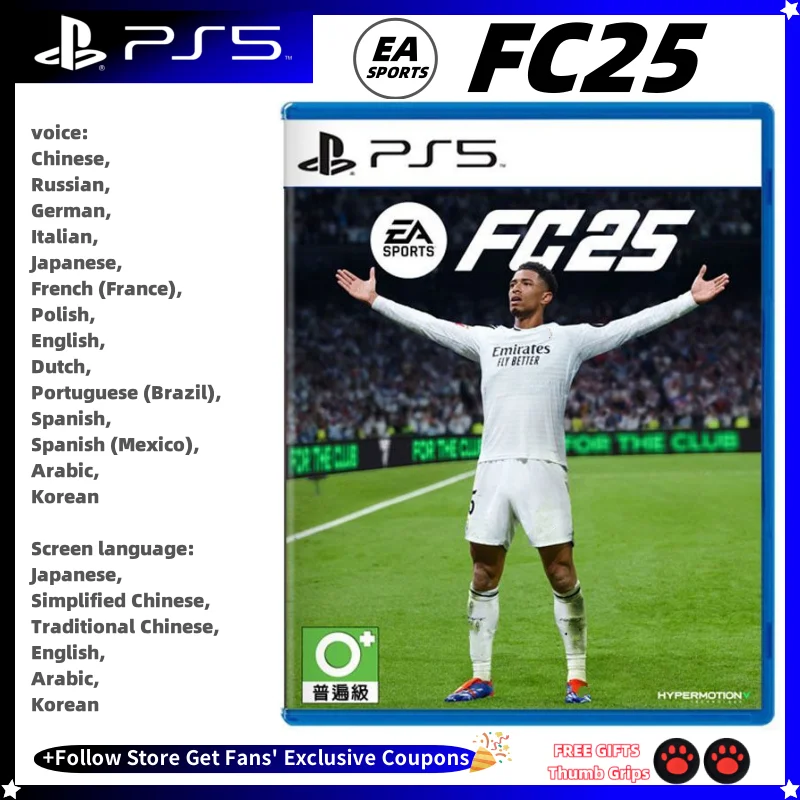 PS5
EA
SPORTS
FC25
voice:
Chinese,
Russian,
German,
Italian,
Japanese,
French (France),
Polish,
English,
Dutch,
Portuguese (Brazil),
Spanish,
Spanish (Mexico),
Arabic,
Korean
Screen language:
Japanese,
Simplified Chinese,
Traditional Chinese,
English,
Arabic,
Korean
PS5
EA
SPORTS
FC25
Emirates
FLY BETTER
FOR THE CLUB
FOR THE CLU
FOR THE CLUB
5
普遍級
HYPERMOTION V
TECHNOLOGY
+Follow Store Get Fans' Exclusive Coupons
FREE GIFTS
Thumb Grips